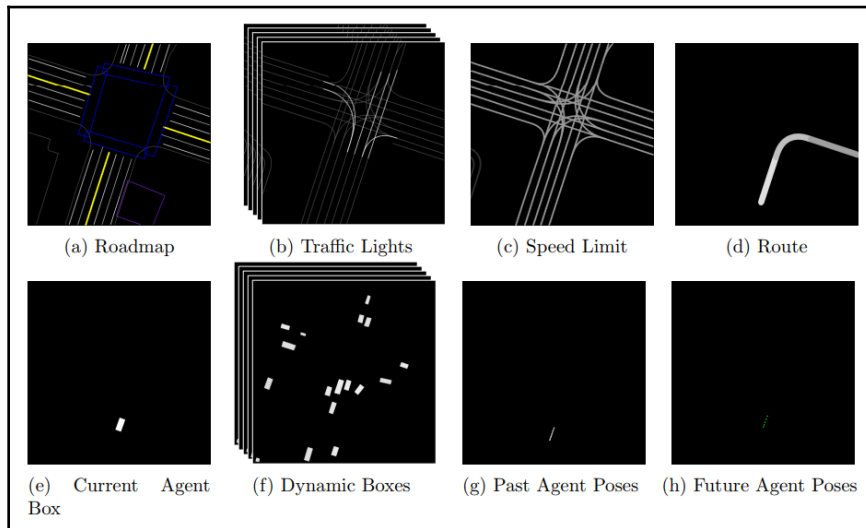 (a) Roadmap
(b) Traffic Lights
(c) Speed Limit
(d) Route
(e) Current Agent
Box
(f) Dynamic Boxes
(g) Past Agent Poses
(h) Future Agent Poses